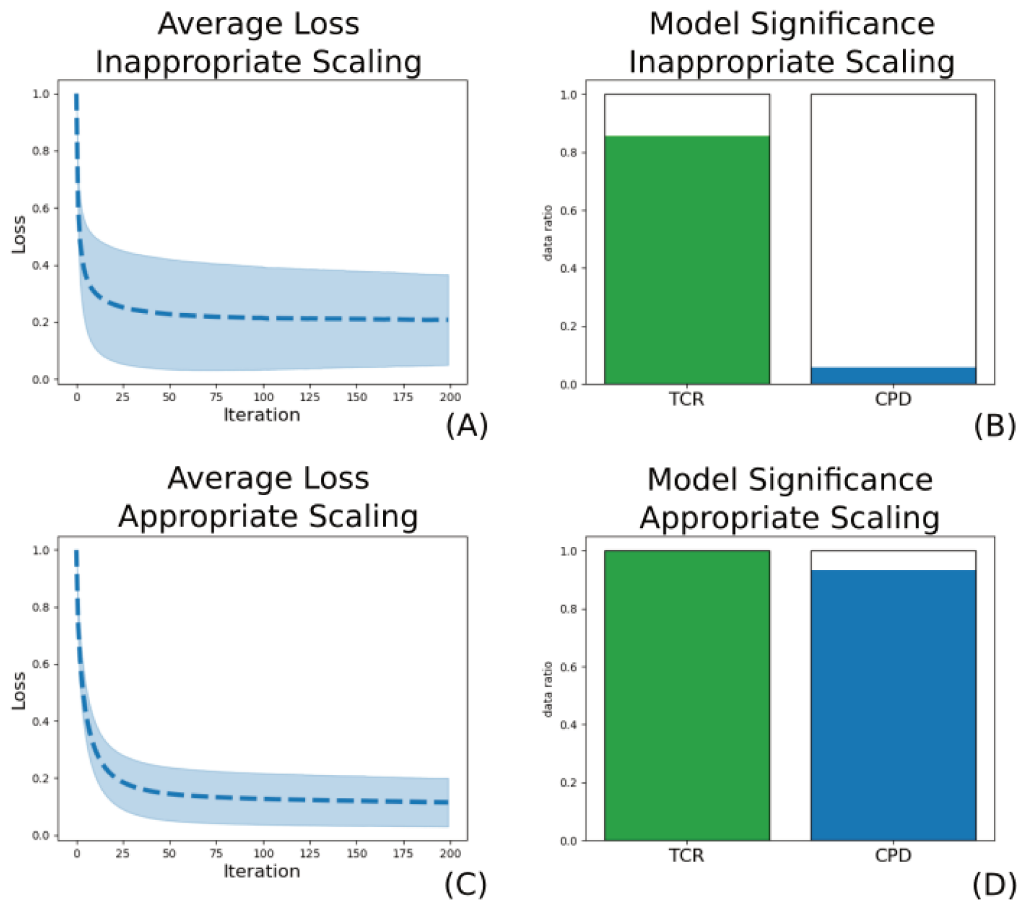 Average Loss
Inappropriate Scaling
1.0
0.8
0.6
0.4
0.2
0.0
Loss
0 25 50 75 100 125 150 175 200
Iteration
(A)
Model Significance
Inappropriate Scaling
1.0
0.8
0.6
0.4
0.2
0.0
data ratio
TCR CPD
(B)
Average Loss
Appropriate Scaling
1.0
0.8
0.6
0.4
0.2
0.0
Loss
0 25 50 75 100 125 150 175 200
Iteration
(C)
Model Significance
Appropriate Scaling
1.0
0.8
0.6
0.4
0.2
0.0
data ratio
TCR CPD
(D)